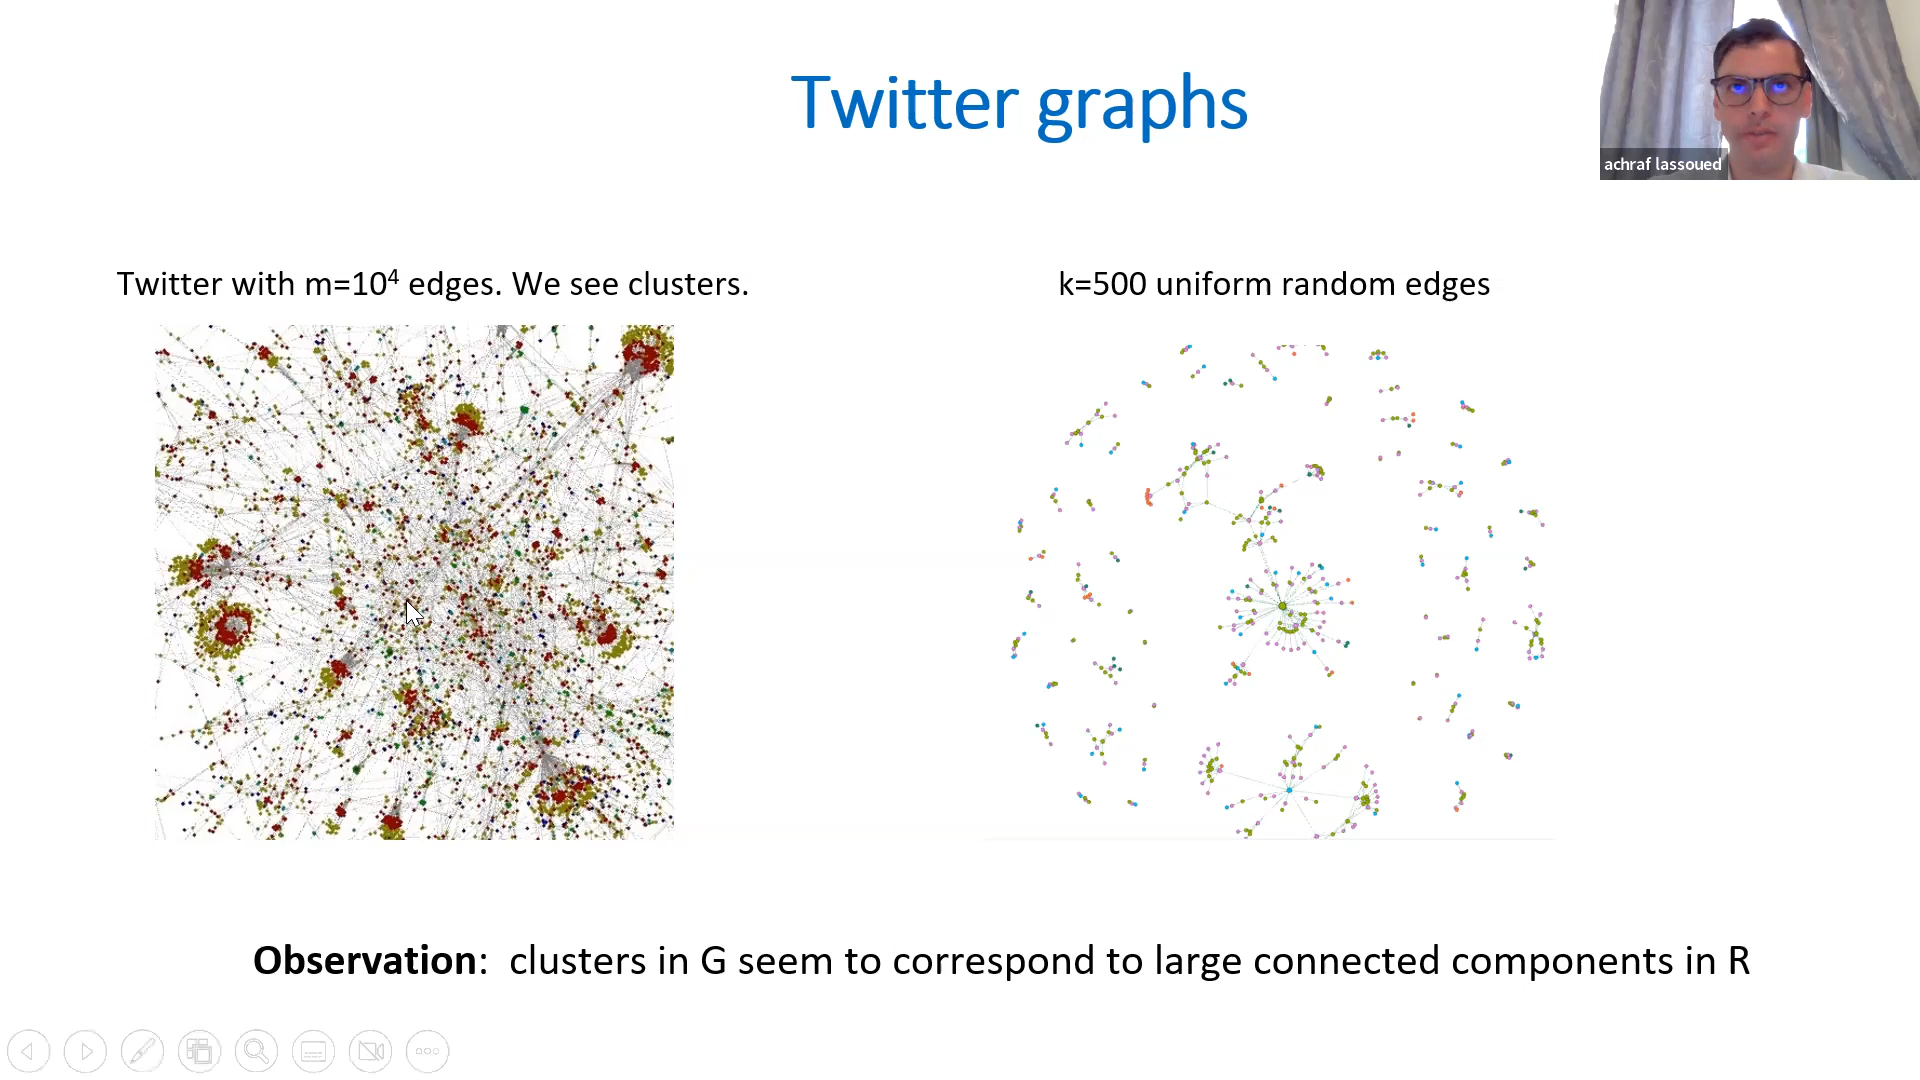 Twitter graphs
achraf lassoued
Twitter with m=10⁴ edges. We see clusters.
k=500 uniform random edges
Observation: clusters in G seem to correspond to large connected components in R